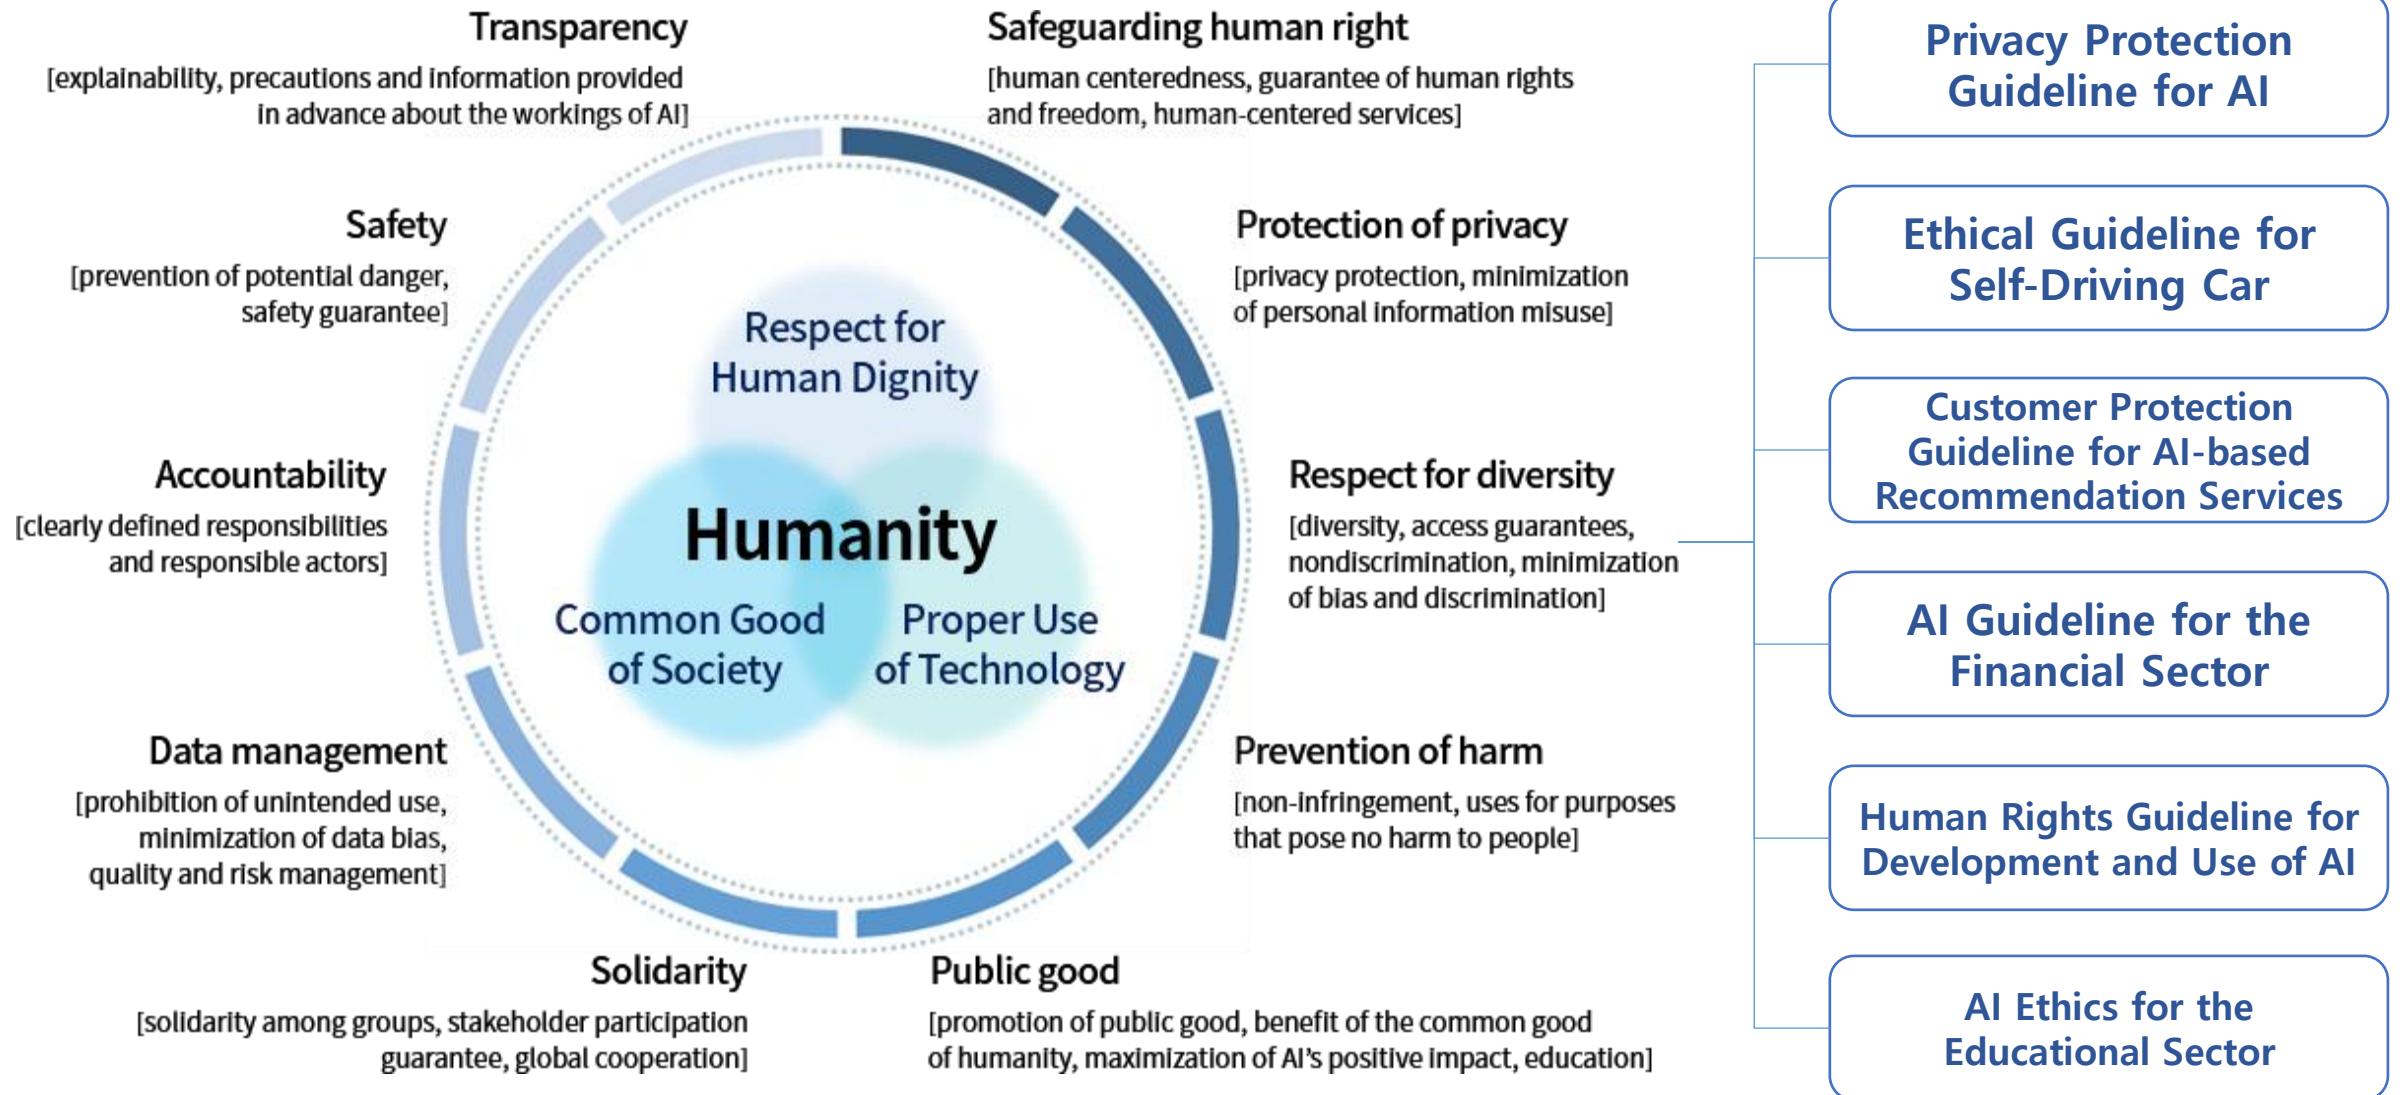 Transparency
[explainability, precautions and information provided
in advance about the workings of AI]
Safeguarding human right
[human centeredness, guarantee of human rights
and freedom, human-centered services]
Safety
[prevention of potential danger,
safety guarantee]
Protection of privacy
[privacy protection, minimization
of personal information misuse]
Accountability
[clearly defined responsibilities
and responsible actors]
Respect for diversity
[diversity, access guarantees,
nondiscrimination, minimization
of bias and discrimination]
Data management
[prohibition of unintended use,
minimization of data bias,
quality and risk management]
Prevention of harm
[non-infringement, uses for purposes
that pose no harm to people]
Solidarity
[solidarity among groups, stakeholder participation
guarantee, global cooperation]
Public good
[promotion of public good, benefit of the common good
of humanity, maximization of AI's positive impact, education]
Respect for
Human Dignity
Humanity
Common Good
of Society
Proper Use
of Technology
Privacy Protection
Guideline for AI
Ethical Guideline for
Self-Driving Car
Customer Protection
Guideline for AI-based
Recommendation Services
AI Guideline for the
Financial Sector
Human Rights Guideline for
Development and Use of AI
AI Ethics for the
Educational Sector